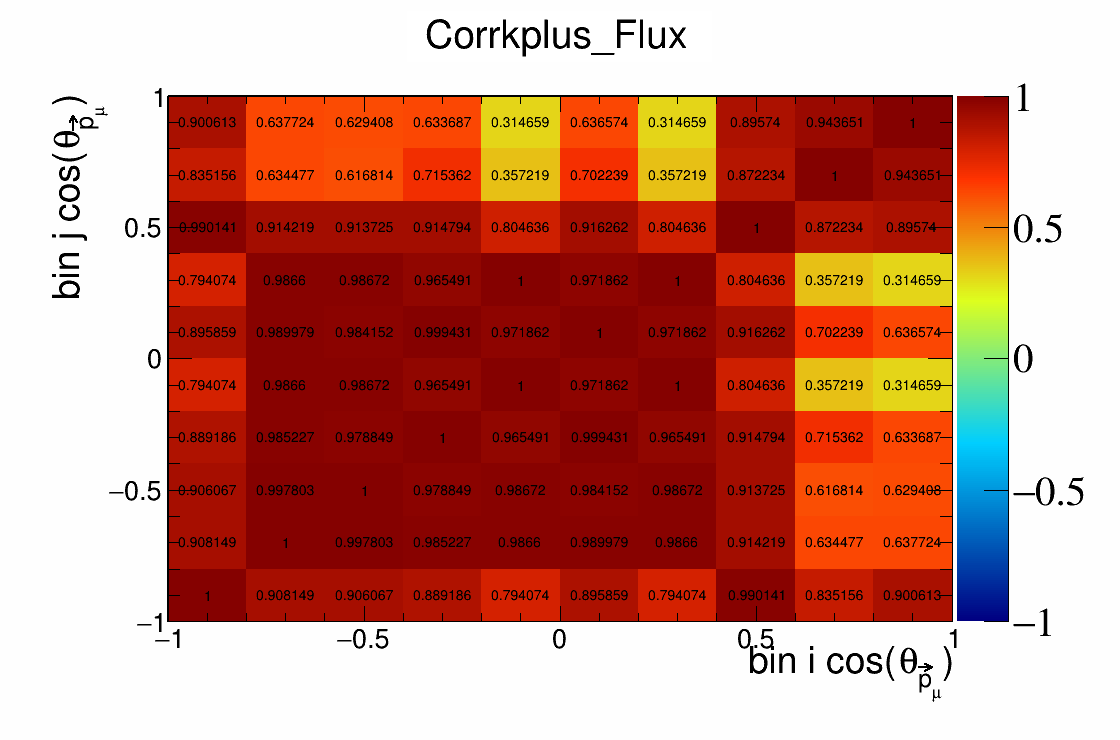 Corrkplus_Flux
bin j cos(θp⃗μ)
1
0.900613 0.637724 0.629408 0.633687 0.314659 0.636574 0.314659 0.89574 0.943651 1
0.835156 0.634477 0.616814 0.715362 0.357219 0.702239 0.357219 0.872234 1 0.943651
0.5
0.990141 0.914219 0.913725 0.914794 0.804636 0.916262 0.804636 1 0.872234 0.89574
0.794074 0.9866 0.98672 0.965491 1 0.971862 1 0.804636 0.357219 0.314659
0.895859 0.989979 0.984152 0.999431 0.971862 1 0.971862 0.916262 0.702239 0.636574
0
0.794074 0.9866 0.98672 0.965491 1 0.971862 1 0.804636 0.357219 0.314659
0.889186 0.985227 0.978849 1 0.965491 0.999431 0.965491 0.914794 0.715362 0.633687
−0.5
0.906067 0.997803 1 0.978849 0.98672 0.984152 0.98672 0.913725 0.616814 0.629408
0.908149 1 0.997803 0.985227 0.9866 0.989979 0.9866 0.914219 0.634477 0.637724
1 0.908149 0.906067 0.889186 0.794074 0.895859 0.794074 0.990141 0.835156 0.900613
−1
−1 −0.5 0 0.5 1
bin i cos(θp⃗μ)
1
0.5
0
−0.5
−1